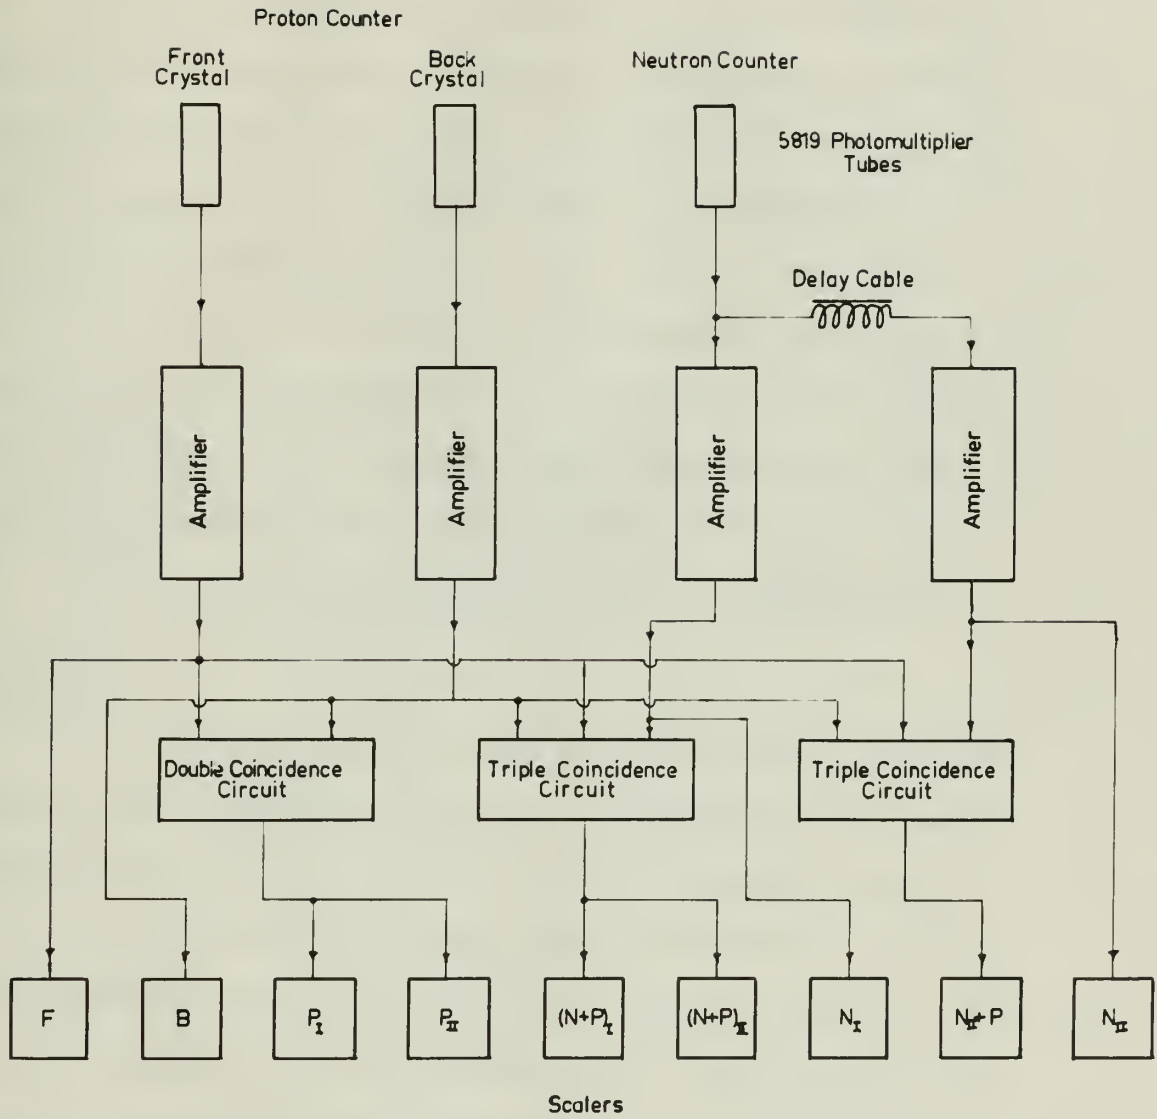 Proton Counter
Front
Crystal
Back
Crystal
Neutron Counter
5819 Photomultiplier
Tubes
Delay Cable
Amplifier
Amplifier
Amplifier
Amplifier
Double Coincidence
Circuit
Triple Coincidence
Circuit
Triple Coincidence
Circuit
F
B
P_I
P_II
(N+P)_I
(N+P)_II
N_I
N_II+P
N_II
Scalers